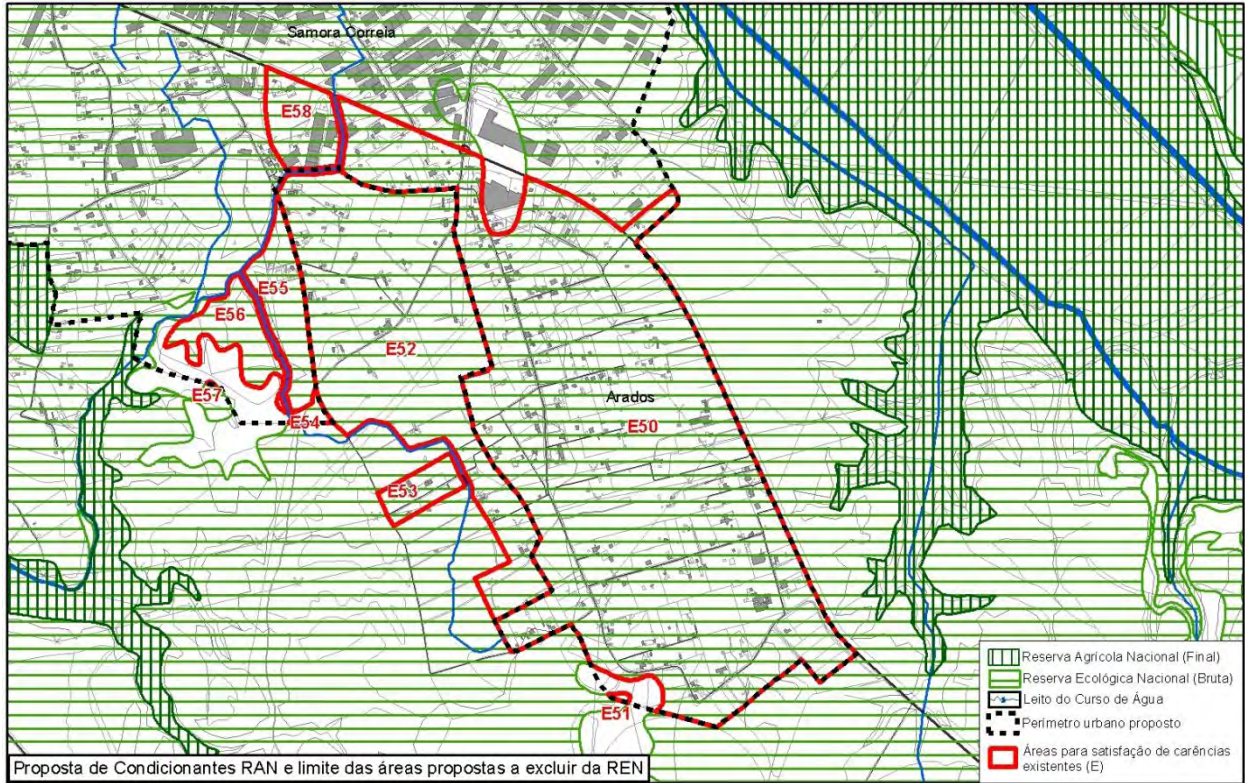 Samora Correia
E58
E55
E56
E52
E57
Arados
E50
E54
E53
E51
Reserva Agrícola Nacional (Final)
Reserva Ecológica Nacional (Bruta)
Leito do Curso de Água
Perímetro urbano proposto
Áreas para satisfação de carências
existentes (E)
Proposta de Condicionantes RAN e limite das áreas propostas a excluir da REN